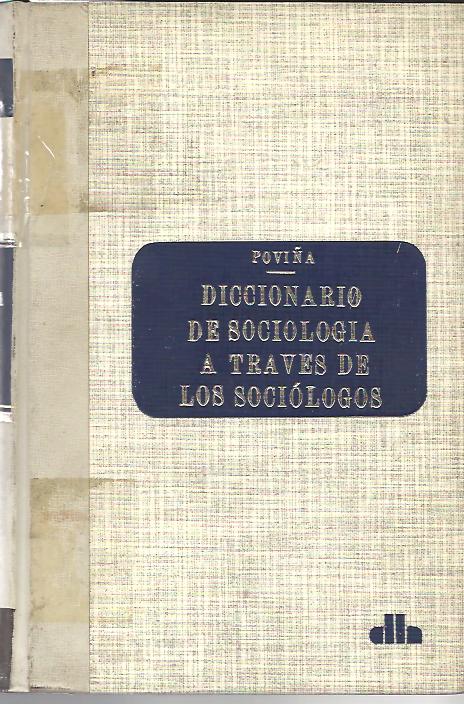 POVIÑA
DICCIONARIO
DE SOCIOLOGIA
A TRAVES DE
LOS SOCIÓLOGOS